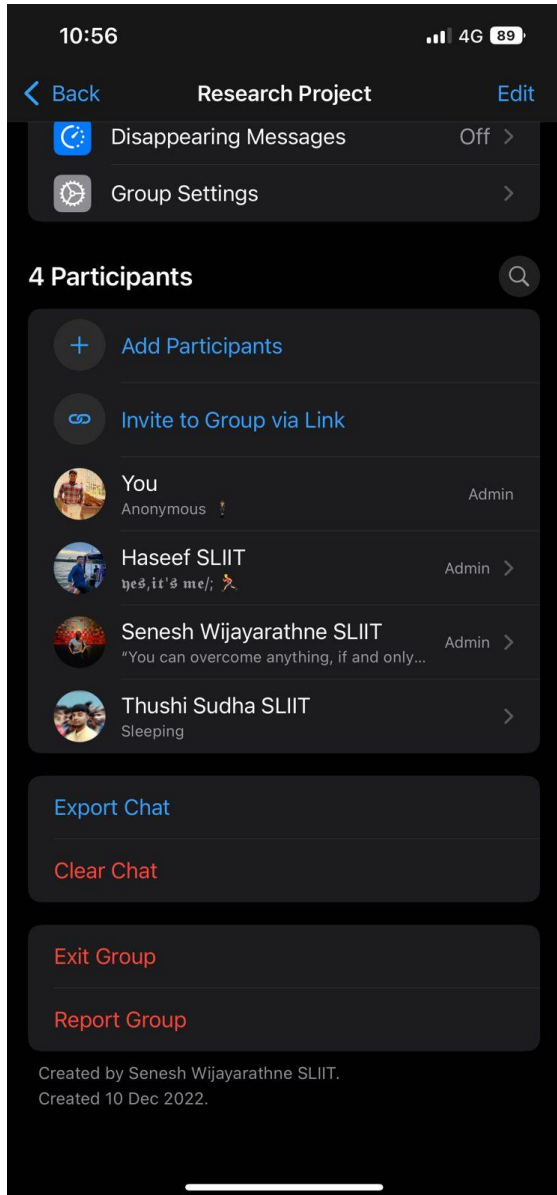 10:56 4G 89
Back Research Project Edit
Disappearing Messages Off
Group Settings
4 Participants
Add Participants
Invite to Group via Link
You
Anonymous Admin
Haseef SLIIT
𝖞𝖊𝖘,𝖎𝖙'𝖘 𝖒𝖊/; 🏃 Admin
Senesh Wijayarathne SLIIT
"You can overcome anything, if and only... Admin
Thushi Sudha SLIIT
Sleeping
Export Chat
Clear Chat
Exit Group
Report Group
Created by Senesh Wijayarathne SLIIT.
Created 10 Dec 2022.